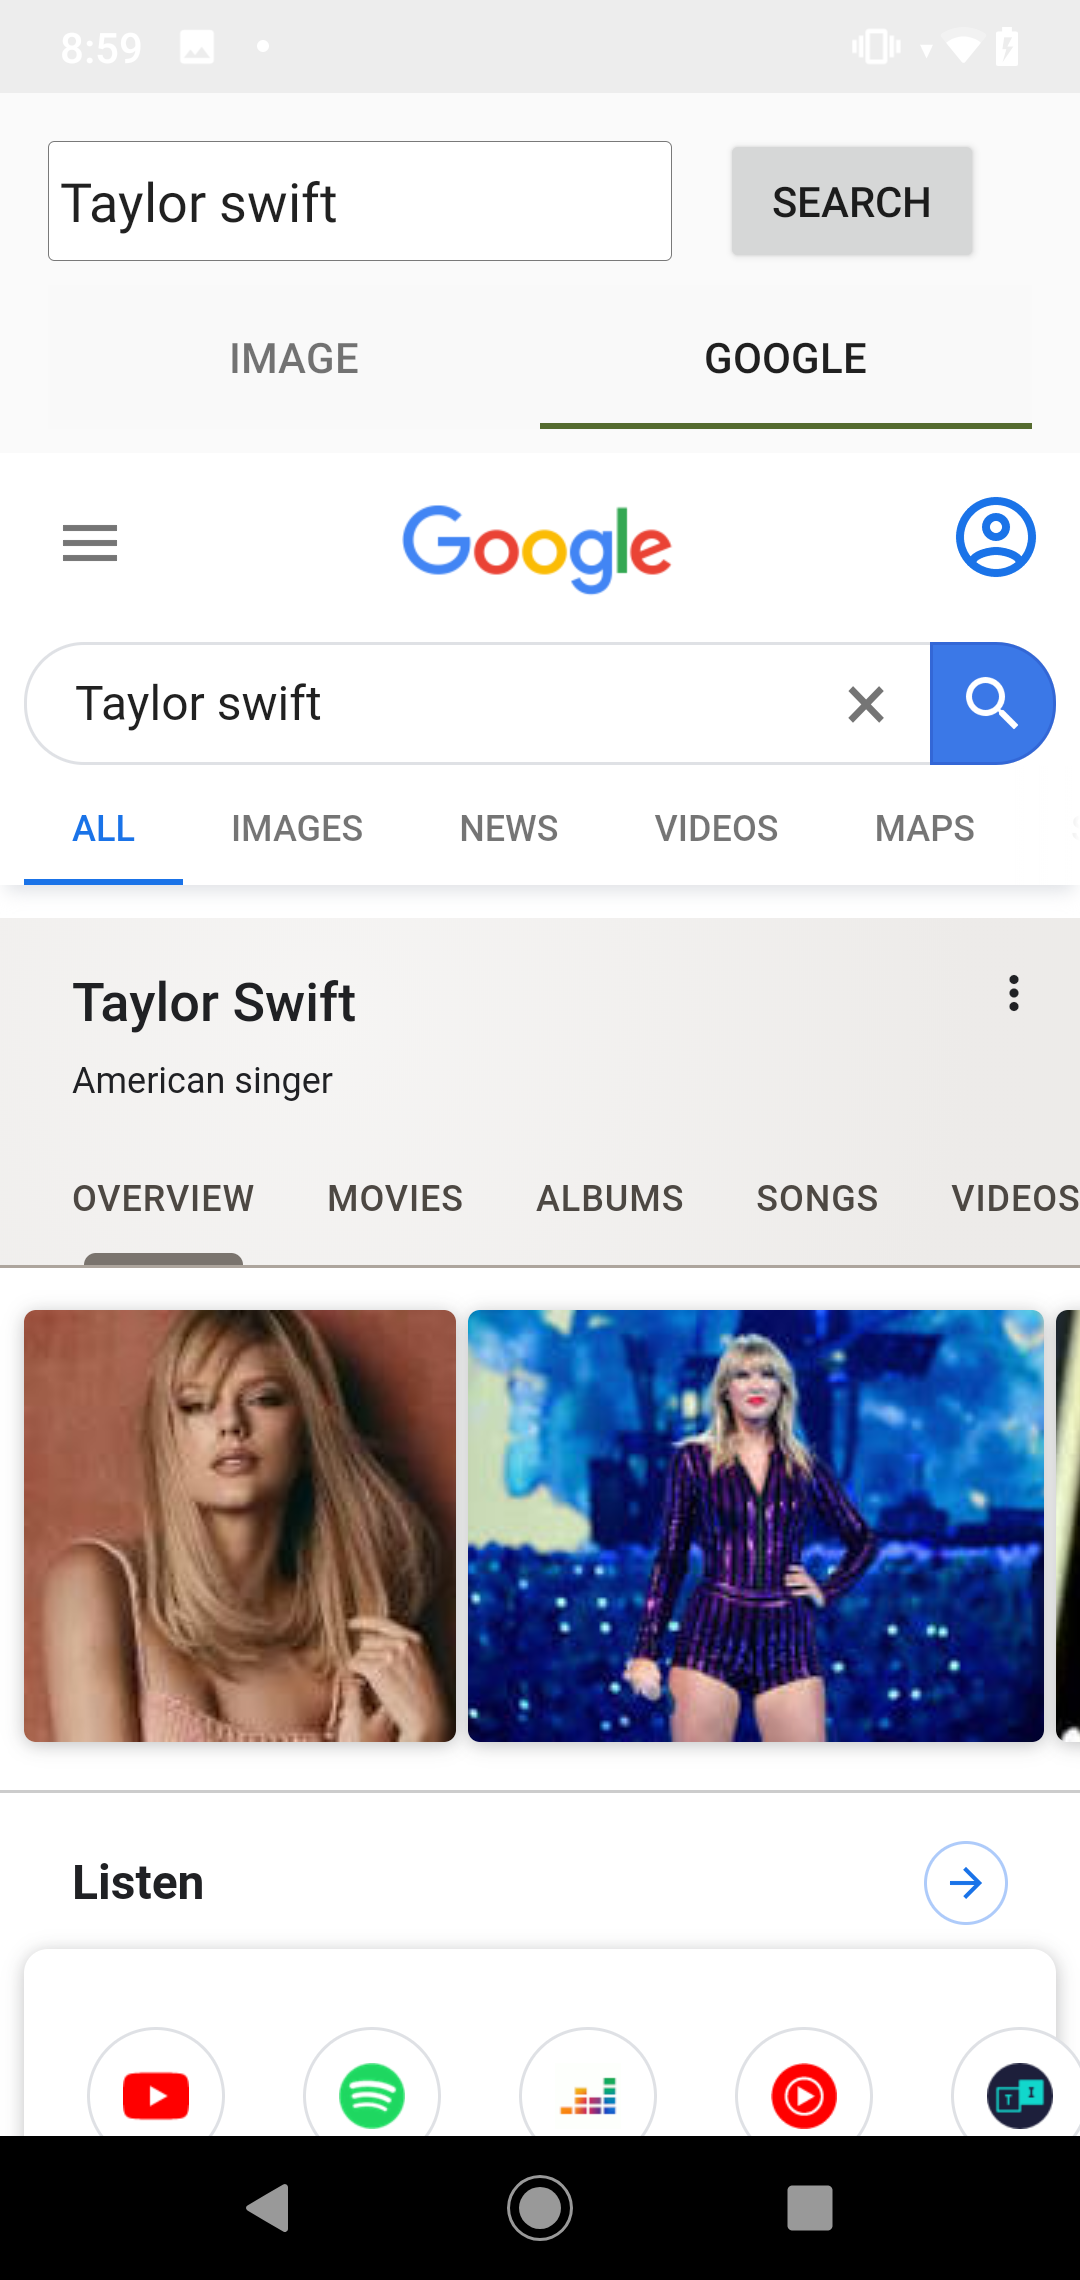 8:59
Taylor swift
SEARCH
IMAGE GOOGLE
Google
Taylor swift
ALL IMAGES NEWS VIDEOS MAPS
Taylor Swift
American singer
OVERVIEW MOVIES ALBUMS SONGS VIDEOS
Listen
T I